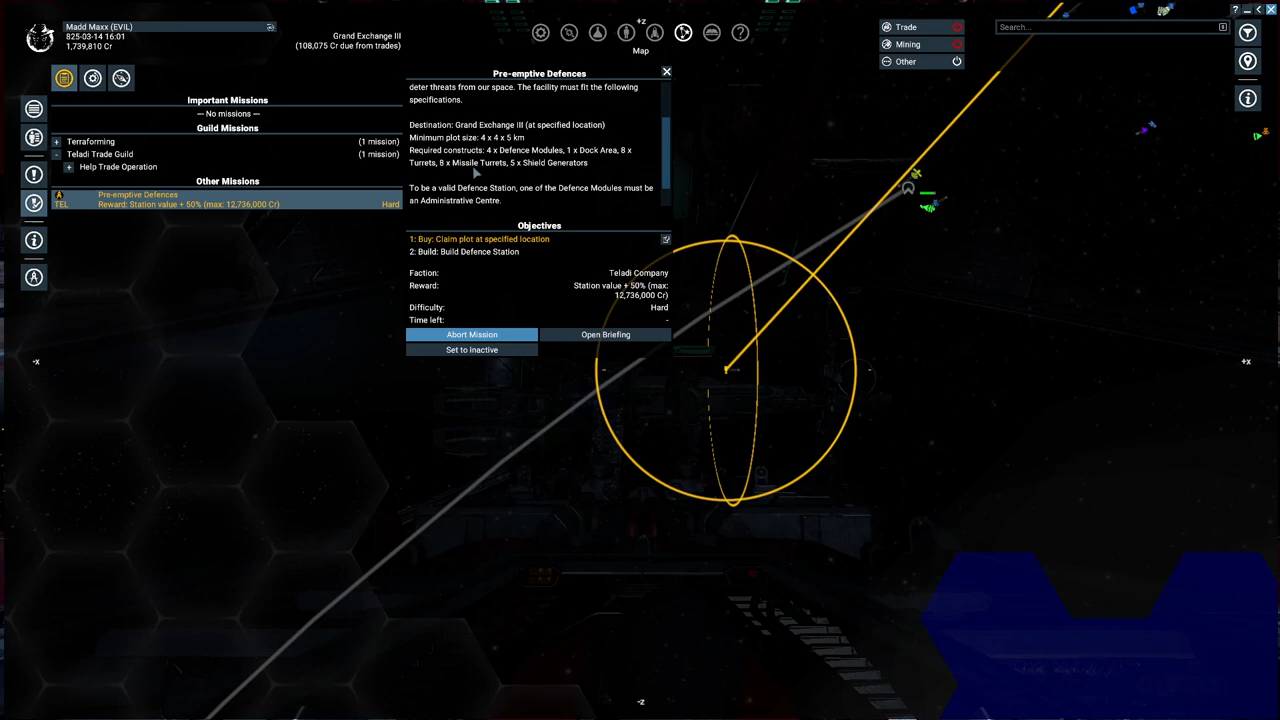 Madd Maxx (EVIL)
825-03-14 16:01
1,739,810 Cr
Grand Exchange III
(108,075 Cr due from trades)
+z
Map
Trade
Mining
Other
Search...
Important Missions
--- No missions ---
Guild Missions
+ Terraforming (1 mission)
- Teladi Trade Guild (1 mission)
+ Help Trade Operation
Other Missions
Pre-emptive Defences
TEL Reward: Station value + 50% (max: 12,736,000 Cr) Hard
Pre-emptive Defences
deter threats from our space. The facility must fit the following
specifications.
Destination: Grand Exchange III (at specified location)
Minimum plot size: 4 x 4 x 5 km
Required constructs: 4 x Defence Modules, 1 x Dock Area, 8 x
Turrets, 8 x Missile Turrets, 5 x Shield Generators
To be a valid Defence Station, one of the Defence Modules must be
an Administrative Centre.
Objectives
1: Buy: Claim plot at specified location
2: Build: Build Defence Station
Faction: Teladi Company
Reward: Station value + 50% (max:
12,736,000 Cr)
Difficulty: Hard
Time left: -
Abort Mission
Open Briefing
Set to Inactive
-x
+x
-z